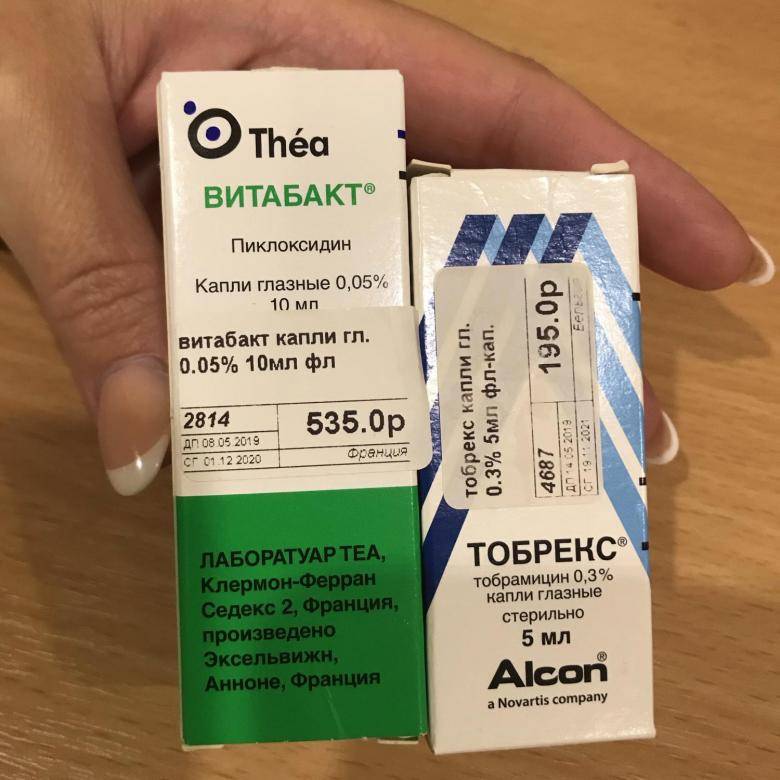 Théa
ВИТАБАКТ®
Пиклоксидин
Капли глазные 0,05%
10 мл
витабакт капли гл.
0.05% 10мл фл
2814
535.0р
ДП 08.05.2019
СГ 01.12.2020
Франция
ЛАБОРАТУАР ТЕА,
Клермон-Ферран
Седекс 2, Франция,
произведено
Эксельвижн,
Анноне, Франция
тобрекс капли гл.
0.3% 5мл фл-кап.
4687
195.0р
ДП 14.05.2019
СГ 19.11.2021
ТОБРЕКС®
тобрамицин 0,3%
капли глазные
стерильно
5 мл
Alcon®
a Novartis company